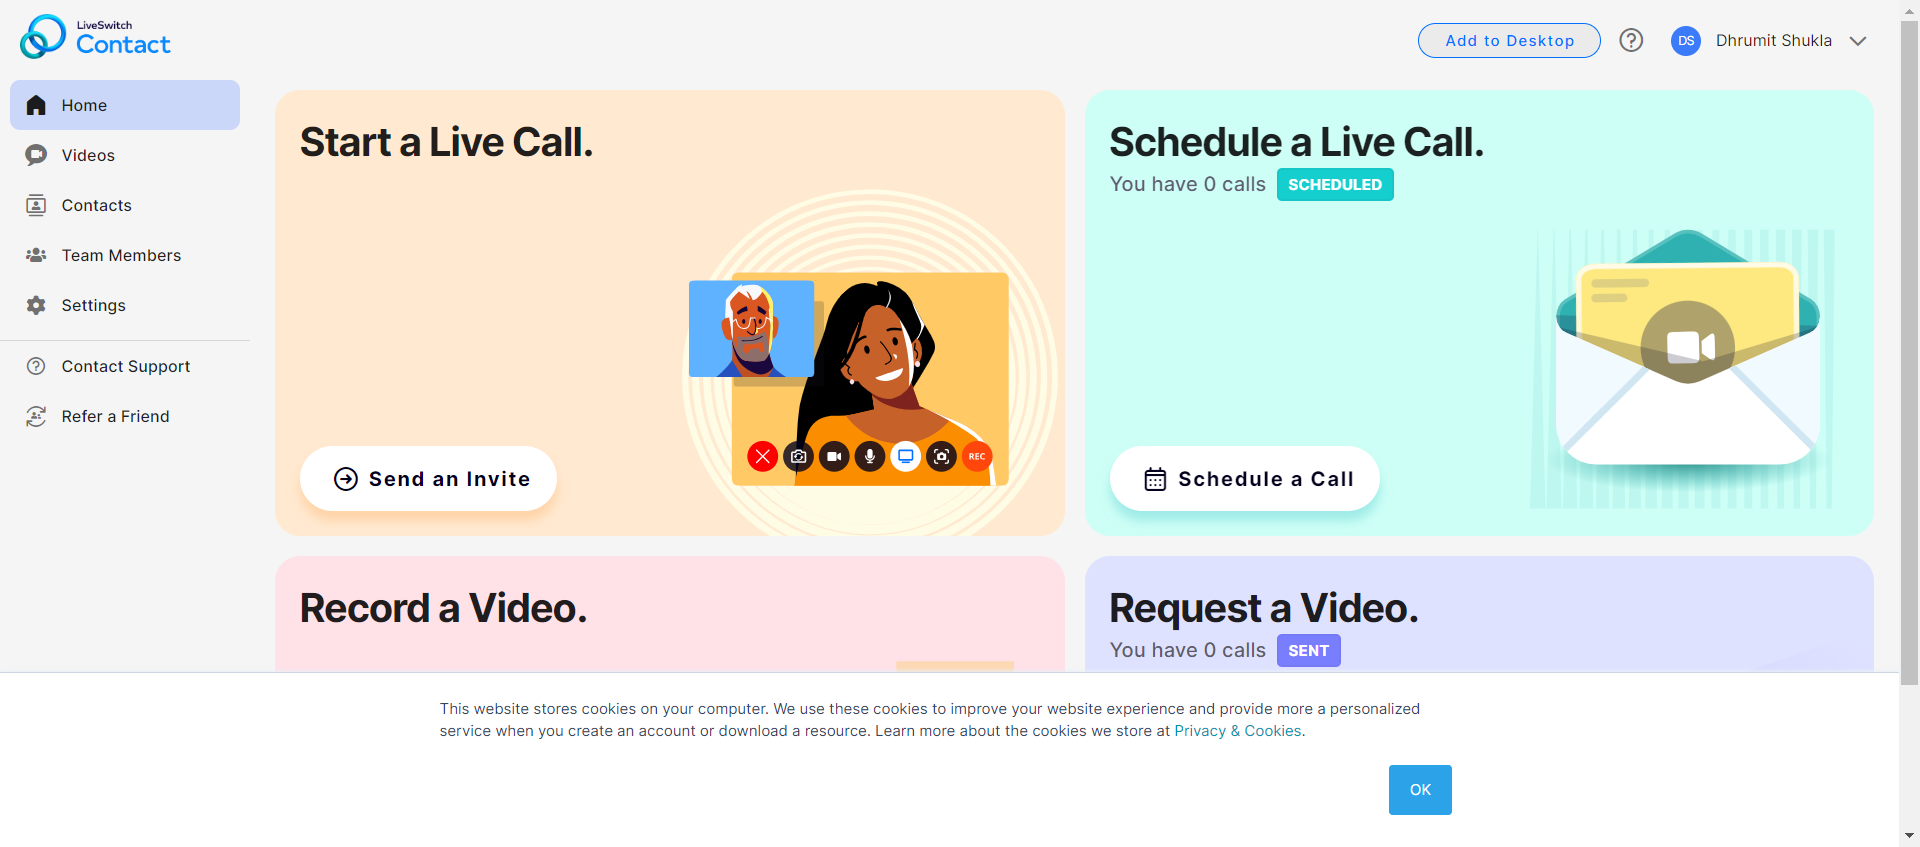 LiveSwitch
Contact
Add to Desktop
DS
Dhrumit Shukla
Home
Videos
Contacts
Team Members
Settings
Contact Support
Refer a Friend
Start a Live Call.
REC
Send an Invite
Schedule a Live Call.
You have 0 calls SCHEDULED
Schedule a Call
Record a Video.
Request a Video.
You have 0 calls SENT
This website stores cookies on your computer. We use these cookies to improve your website experience and provide more a personalized
service when you create an account or download a resource. Learn more about the cookies we store at Privacy & Cookies.
OK